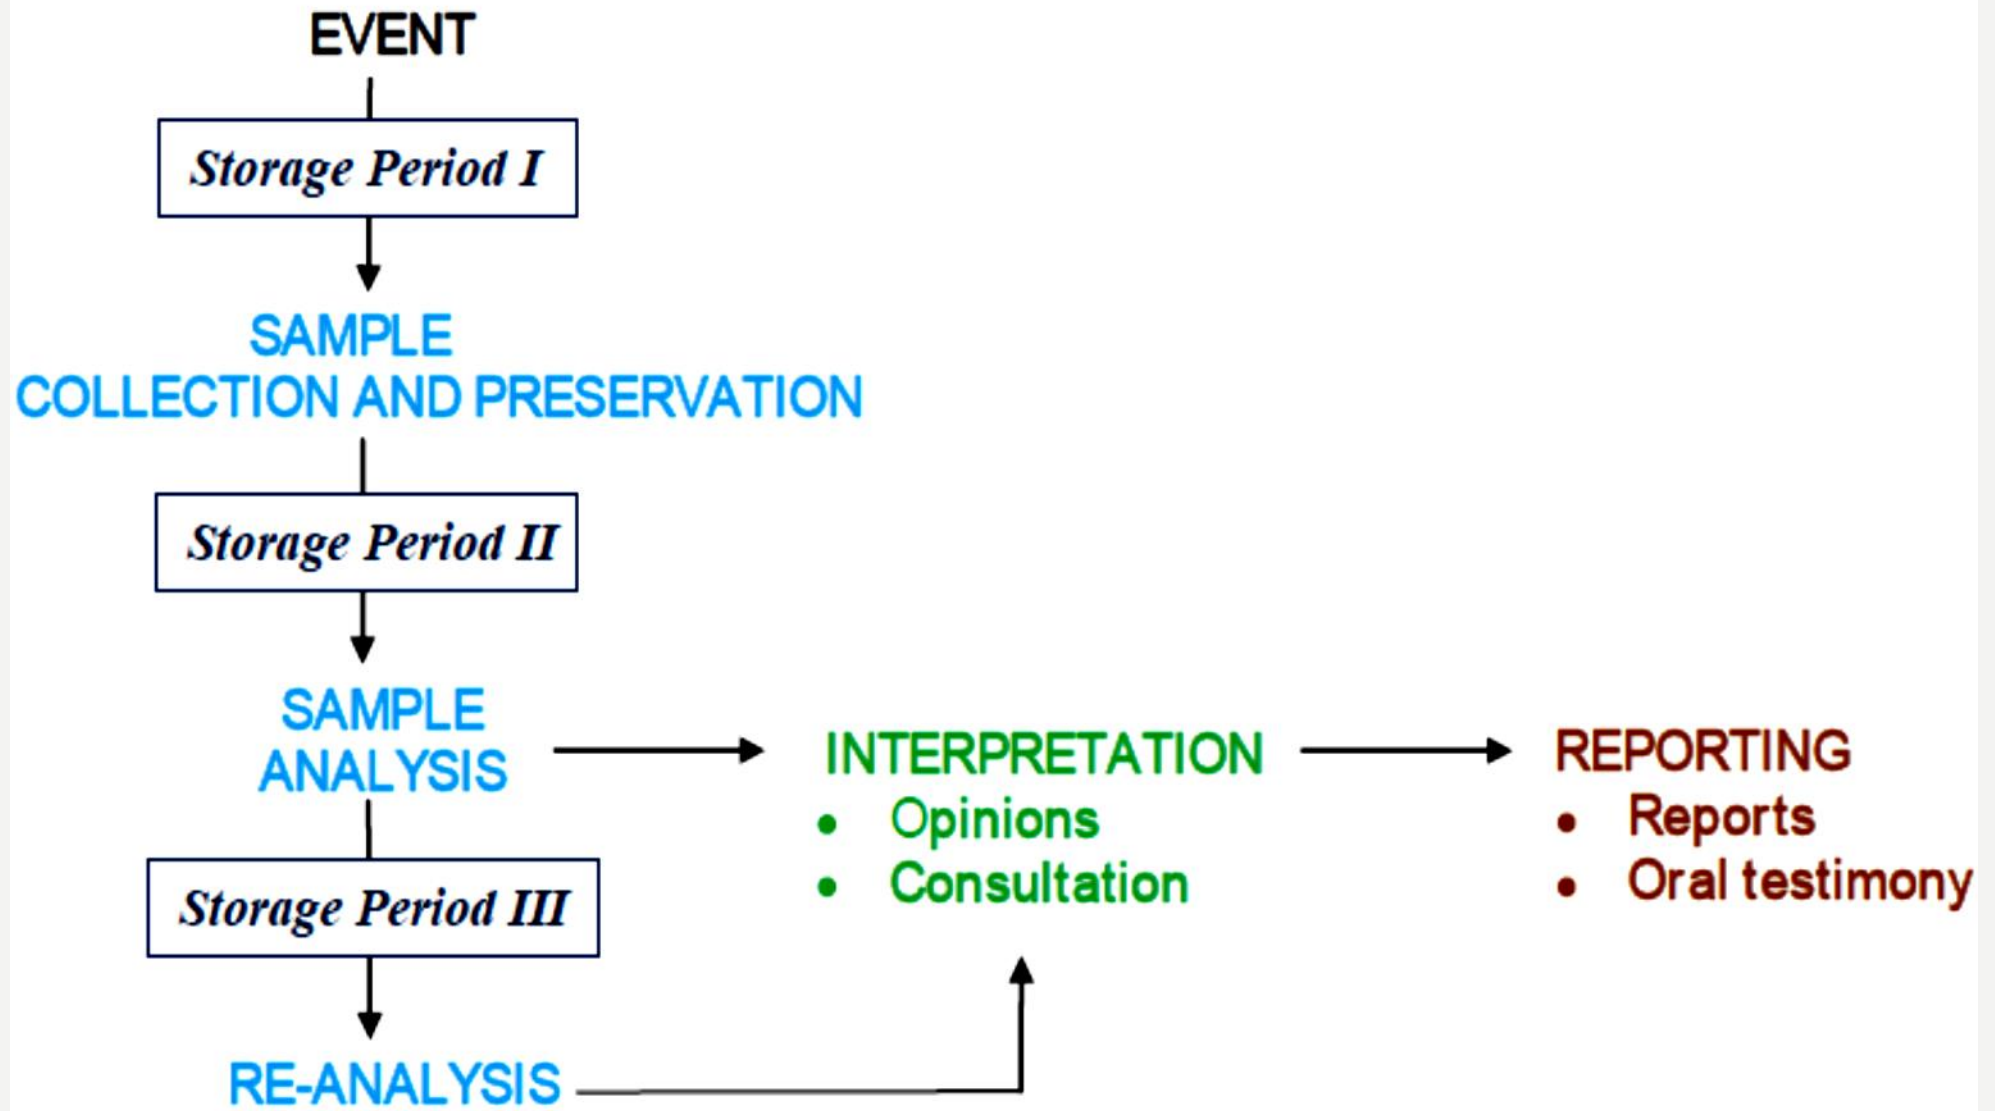 EVENT
Storage Period I
SAMPLE
COLLECTION AND PRESERVATION
Storage Period II
SAMPLE
ANALYSIS
Storage Period III
RE-ANALYSIS
INTERPRETATION
• Opinions
• Consultation
REPORTING
• Reports
• Oral testimony